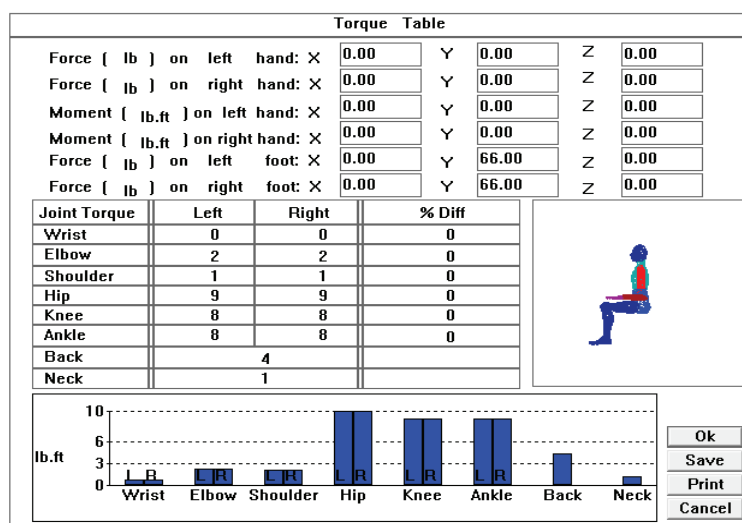 Torque Table
Force ( lb ) on left hand: X 0.00 Y 0.00 Z 0.00
Force ( lb ) on right hand: X 0.00 Y 0.00 Z 0.00
Moment ( lb.ft ) on left hand: X 0.00 Y 0.00 Z 0.00
Moment ( lb.ft ) on right hand: X 0.00 Y 0.00 Z 0.00
Force ( lb ) on left foot: X 0.00 Y 66.00 Z 0.00
Force ( lb ) on right foot: X 0.00 Y 66.00 Z 0.00
Joint Torque Left Right % Diff
Wrist 0 0 0
Elbow 2 2 0
Shoulder 1 1 0
Hip 9 9 0
Knee 8 8 0
Ankle 8 8 0
Back 4
Neck 1
10
6
lb.ft
3
0
L R L R L R L R L R L R
Wrist Elbow Shoulder Hip Knee Ankle Back Neck
Ok
Save
Print
Cancel